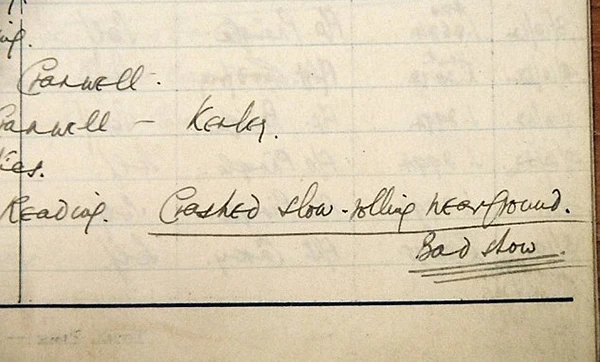 Cranwell.
Cranwell – Kenley.
Reading. Crashed slow-rolling near ground.
Bad show.